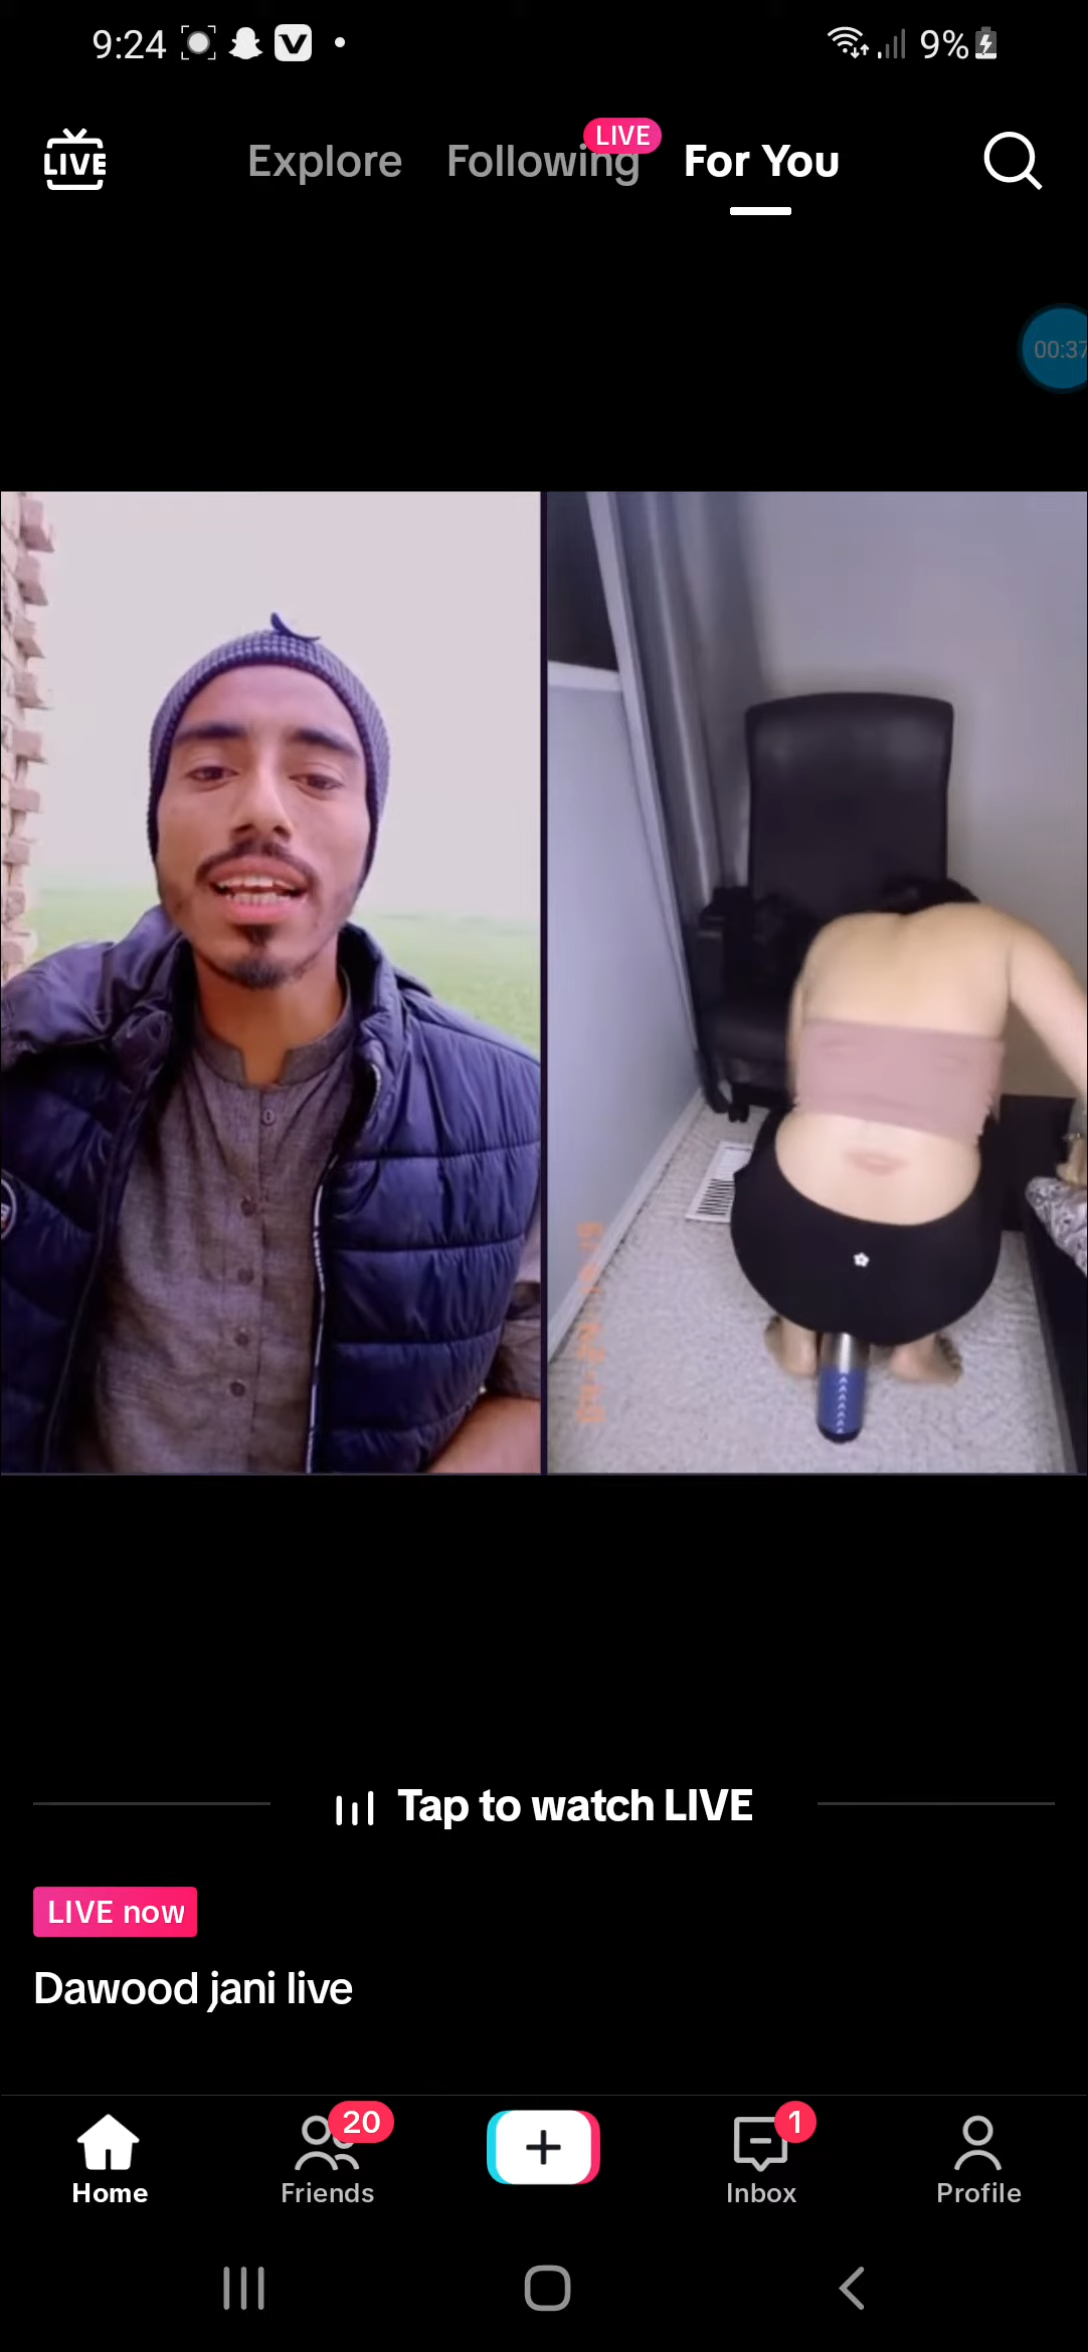 9:24
9%
LIVE
Explore
Following
LIVE
For You
00:37
Tap to watch LIVE
LIVE now
Dawood jani live
20
1
Home
Friends
Inbox
Profile